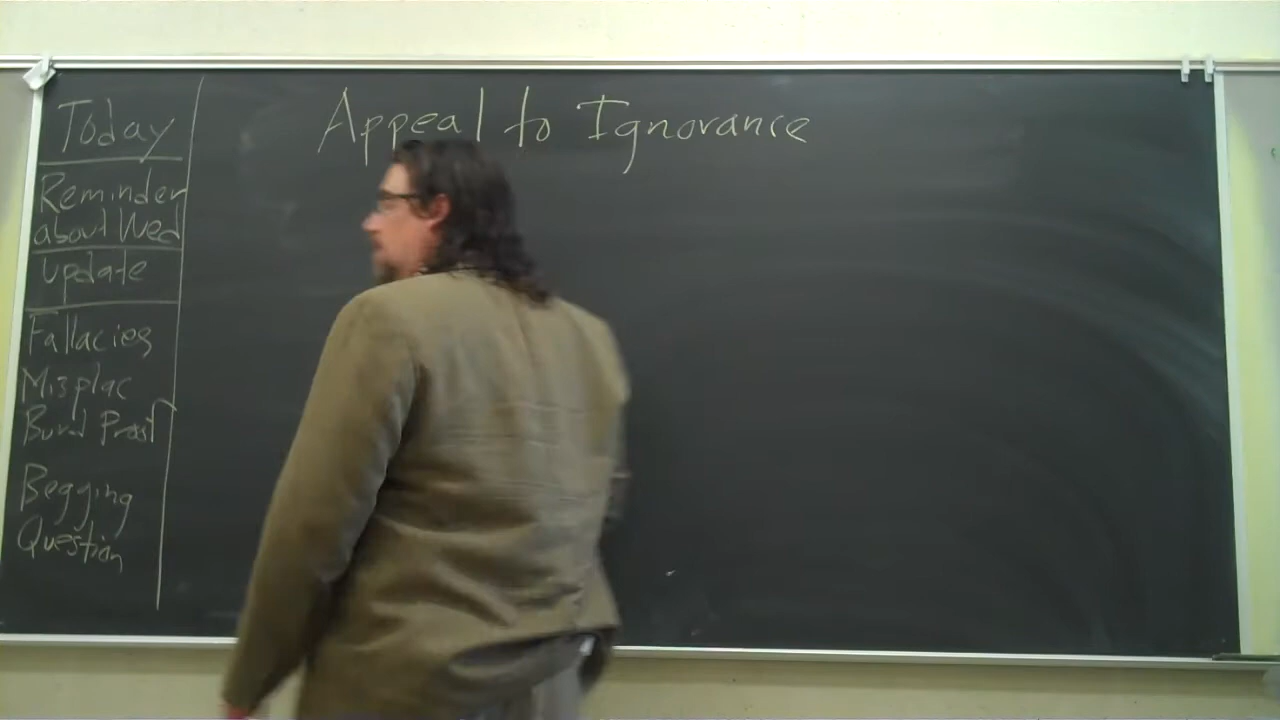 Today
Reminder
about Wed
Update
Fallacies
Misplac
Burd Proof
Begging
Question
Appeal to Ignorance